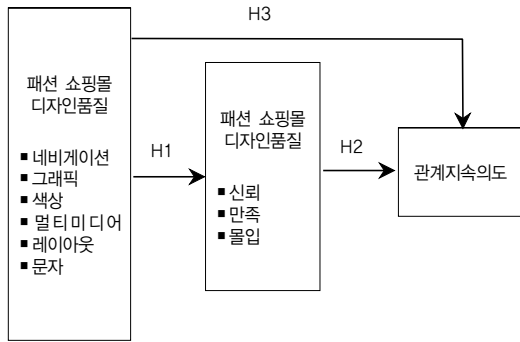 H3
패션 쇼핑몰
디자인품질
■ 네비게이션
■ 그래픽
■ 색상
■ 멀티미디어
■ 레이아웃
■ 문자
H1
패션 쇼핑몰
디자인품질
■ 신뢰
■ 만족
■ 몰입
H2
관계지속의도